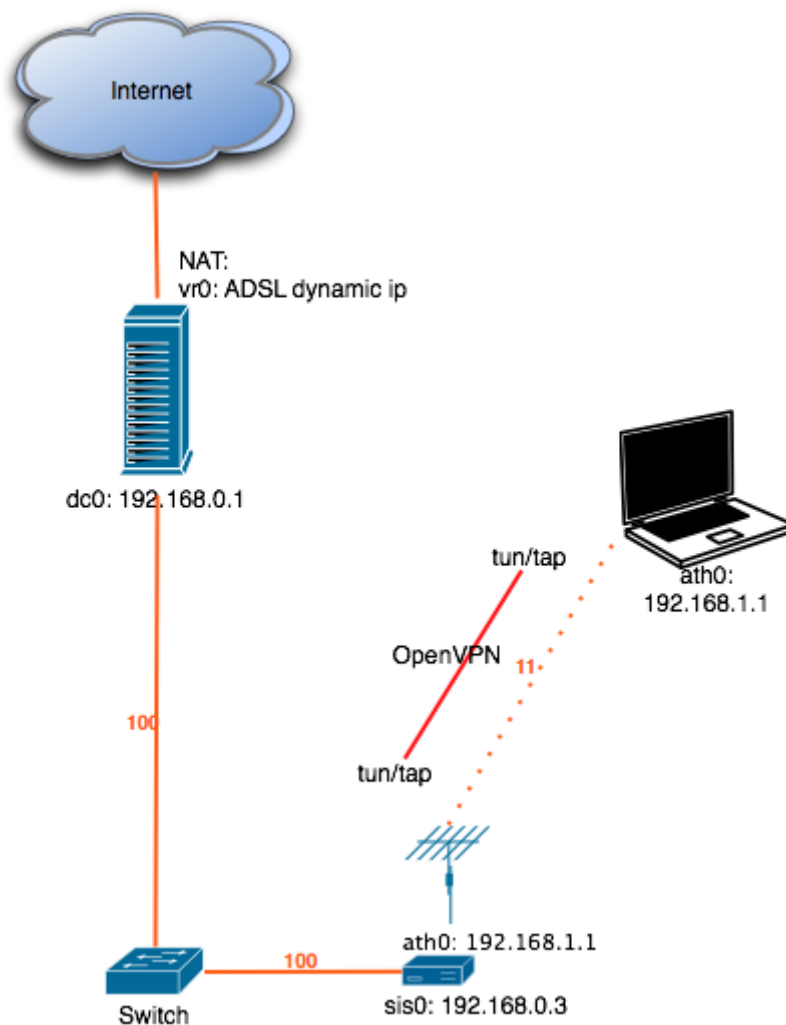 Internet
NAT:
vr0: ADSL dynamic ip
dc0: 192.168.0.1
tun/tap
ath0:
192.168.1.1
OpenVPN
11
100
tun/tap
ath0: 192.168.1.1
100
sis0: 192.168.0.3
Switch